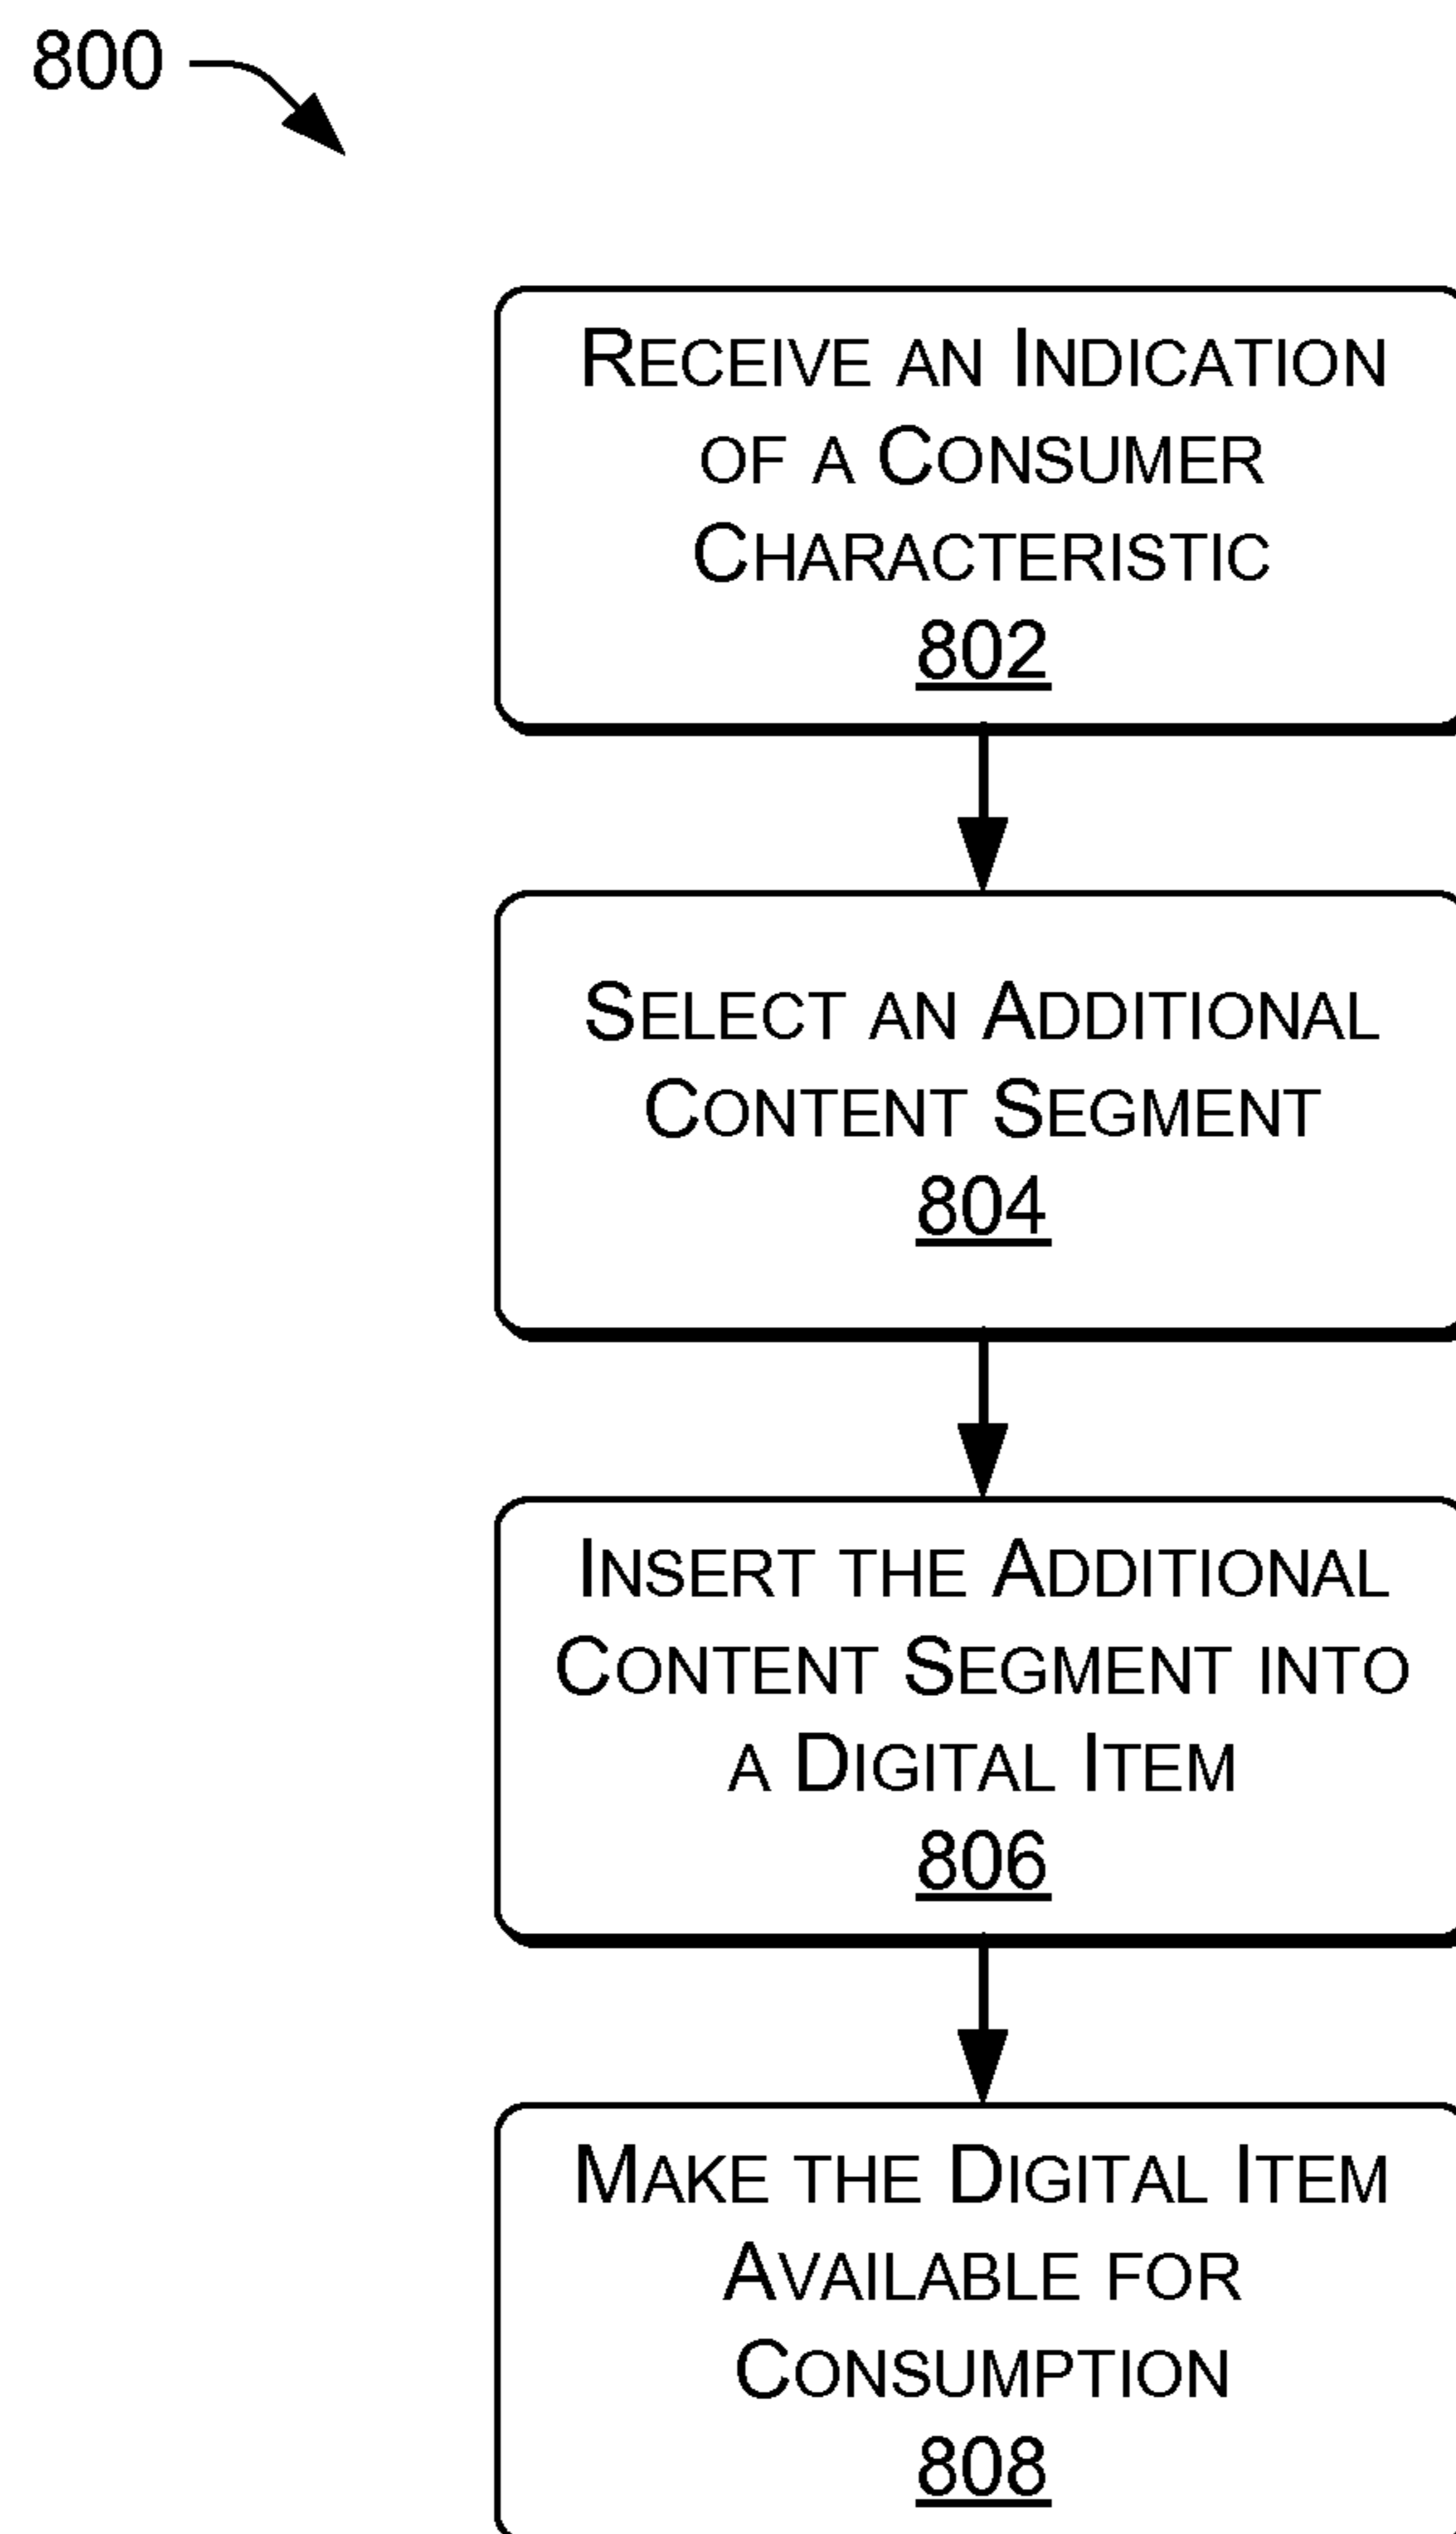 800
RECEIVE AN INDICATION
OF A CONSUMER
CHARACTERISTIC
802
SELECT AN ADDITIONAL
CONTENT SEGMENT
804
INSERT THE ADDITIONAL
CONTENT SEGMENT INTO
A DIGITAL ITEM
806
MAKE THE DIGITAL ITEM
AVAILABLE FOR
CONSUMPTION
808